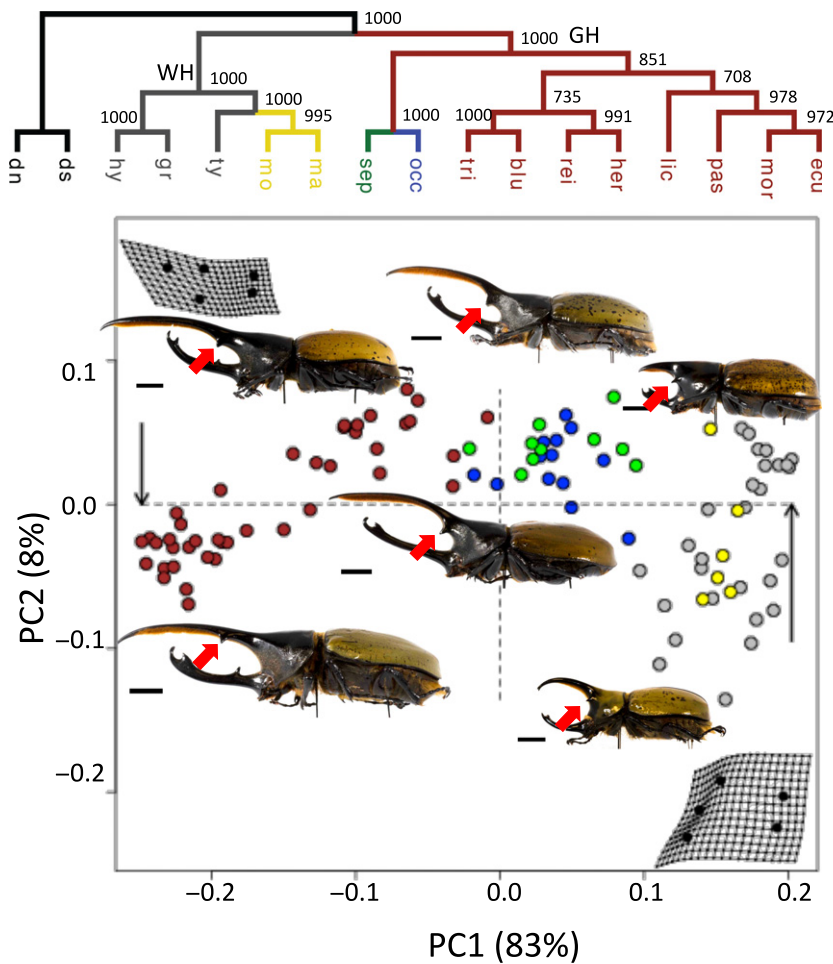 1000
1000 GH
WH 1000
851
708
1000 1000 995 1000 1000 735 991 978 972
dn ds hy gr ty mo ma sep occ tri blu rei her lic pas mor ecu
0.1
0.0
−0.1
−0.2
PC2 (8%)
−0.2 −0.1 0.0 0.1 0.2
PC1 (83%)